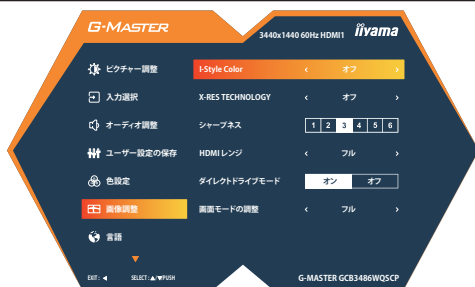 G-MASTER
3440x1440 60Hz HDMI1 iiyama
ピクチャー調整
I-Style Color ‹ オフ ›
入力選択
X-RES TECHNOLOGY ‹ オフ ›
オーディオ調整
シャープネス 1 2 3 4 5 6
ユーザー設定の保存
HDMI レンジ ‹ フル ›
色設定
ダイレクトドライブモード オン オフ
画像調整
画面モードの調整 ‹ フル ›
言語
EXIT : ◀ SELECT : ▲/▼PUSH
G-MASTER GCB3486WQSCP